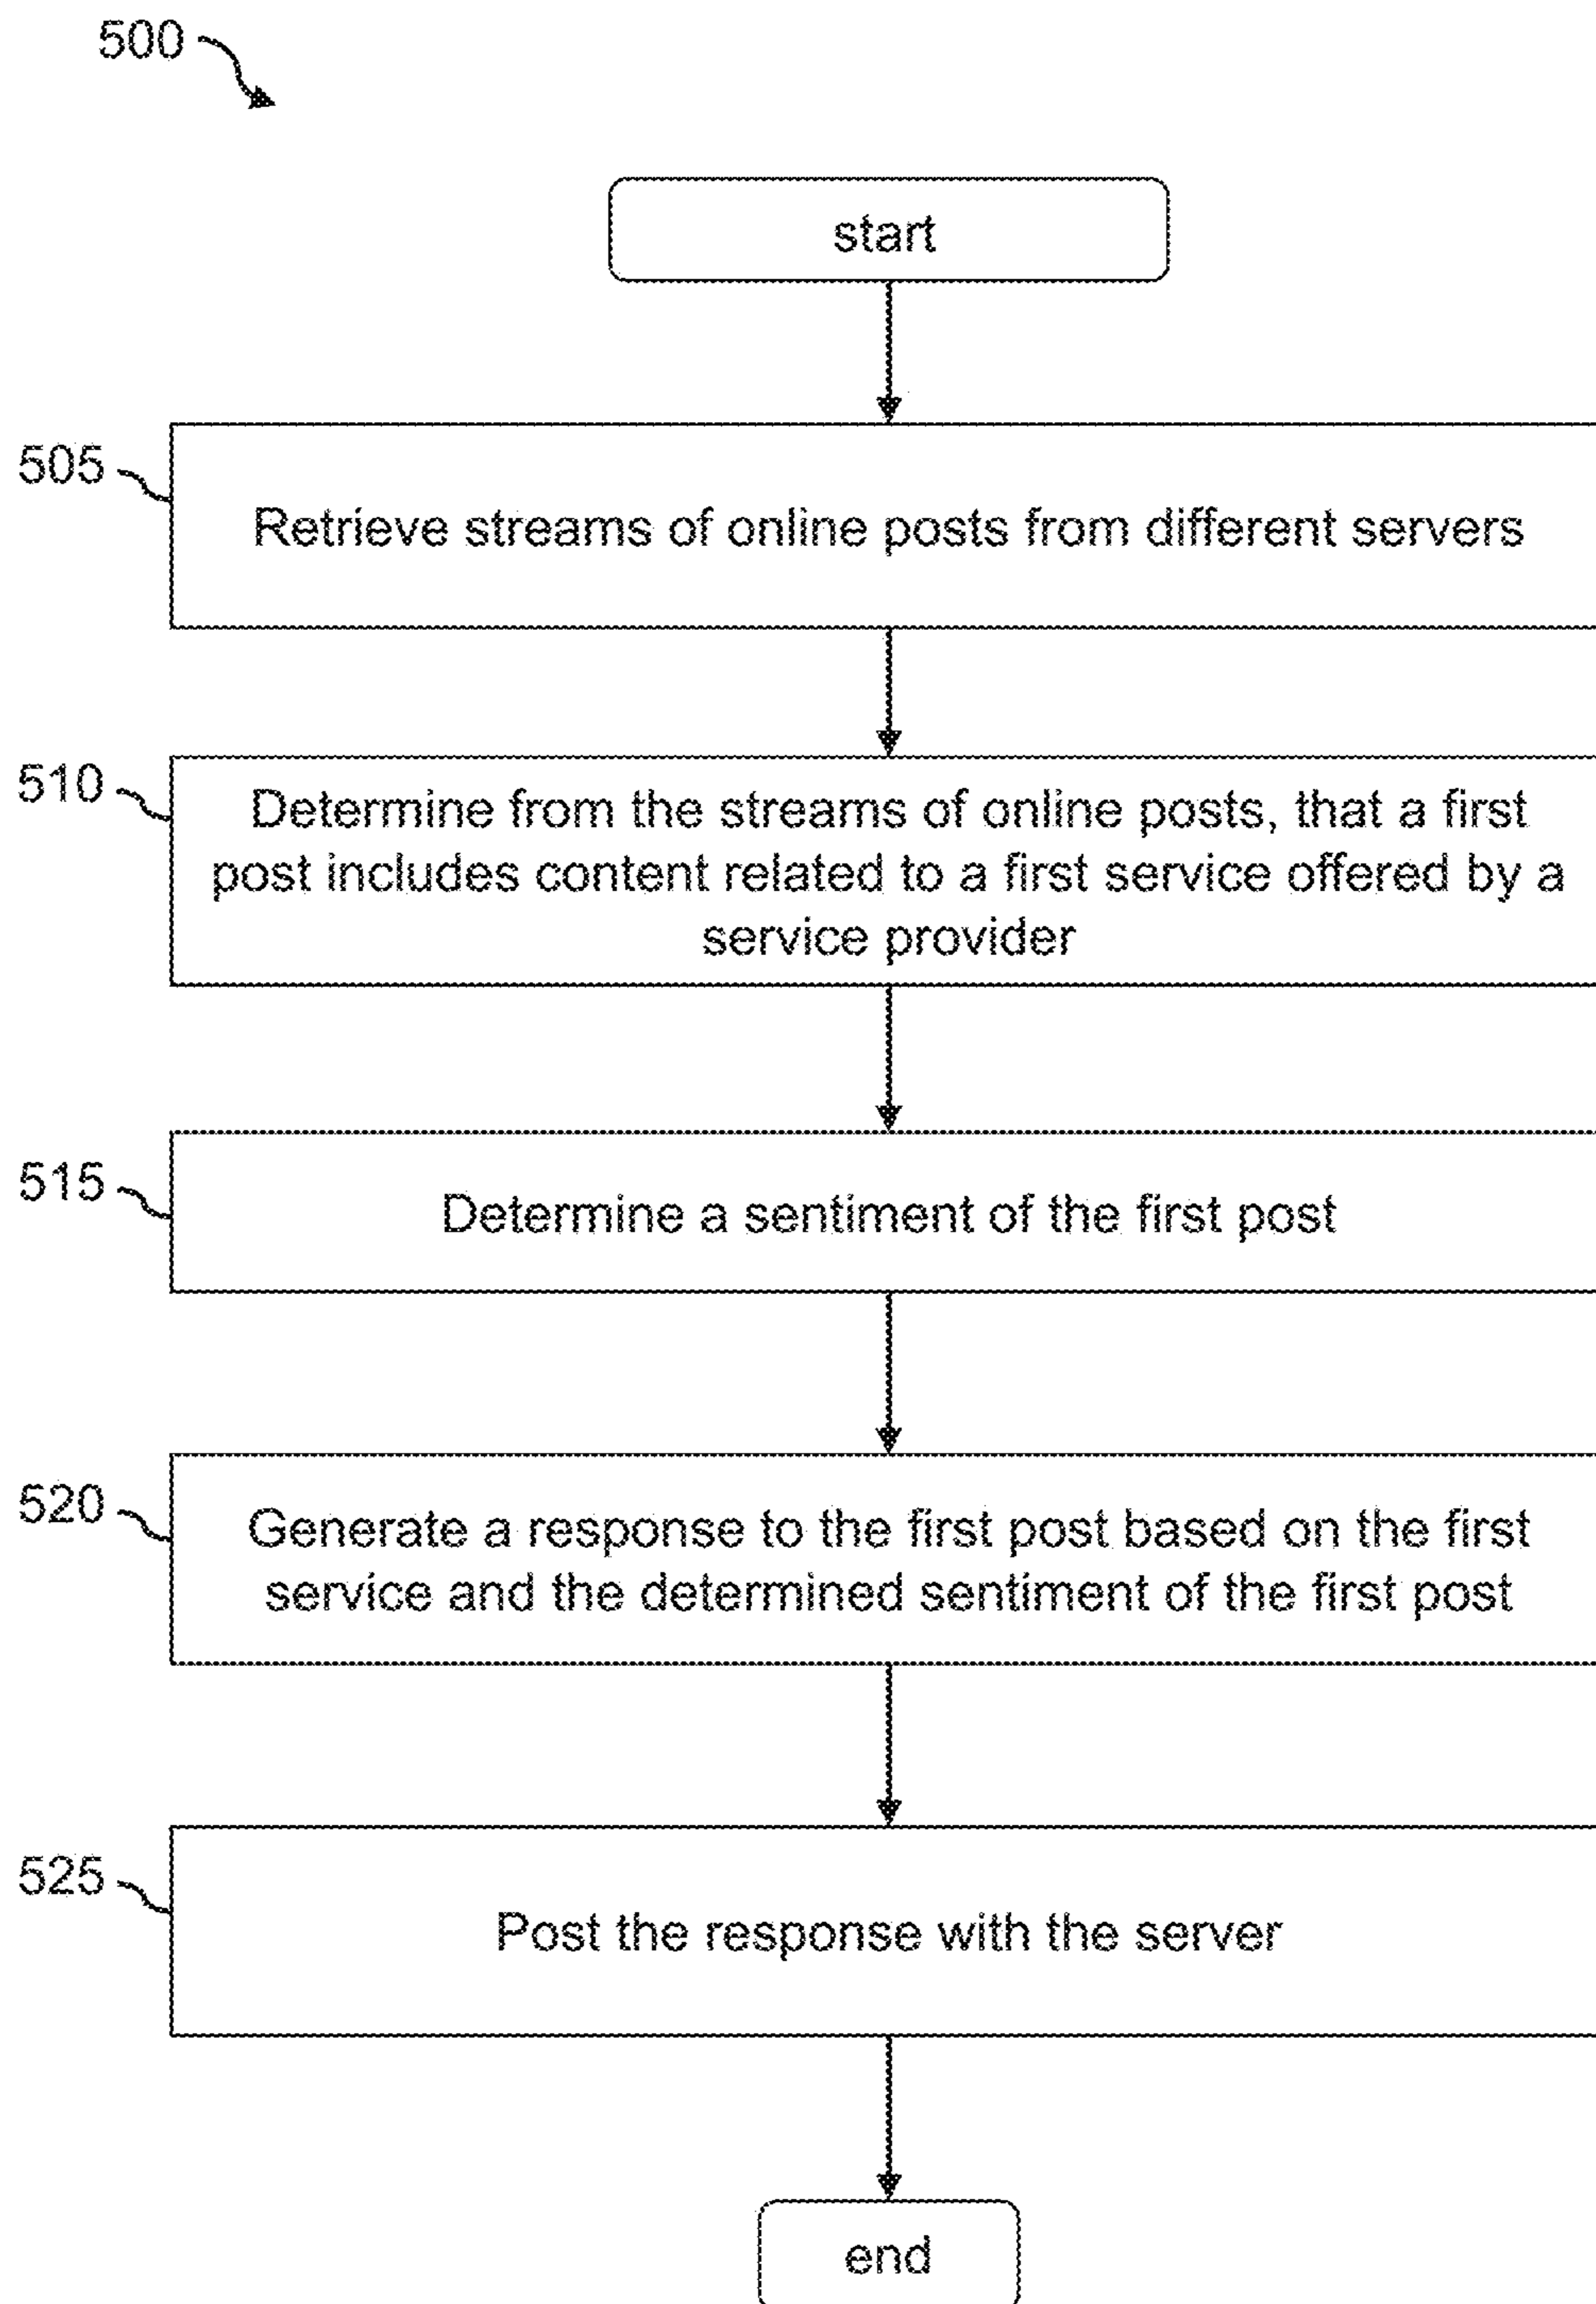 500
start
505
Retrieve streams of online posts from different servers
510
Determine from the streams of online posts, that a first
post includes content related to a first service offered by a
service provider
515
Determine a sentiment of the first post
520
Generate a response to the first post based on the first
service and the determined sentiment of the first post
525
Post the response with the server
end